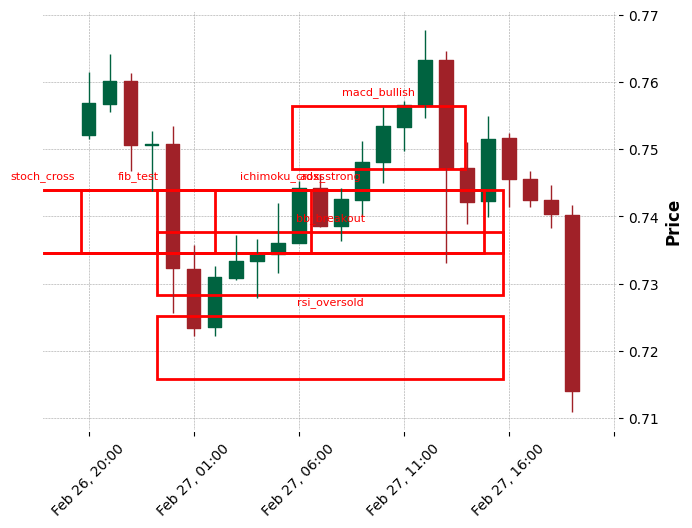 0.77
0.76
macd_bullish
0.75
stoch_cross
fib_test
ichimoku_cross
adx_strong
0.74
bb_breakout
0.73
rsi_oversold
0.72
0.71
Price
Feb 26, 20:00
Feb 27, 01:00
Feb 27, 06:00
Feb 27, 11:00
Feb 27, 16:00